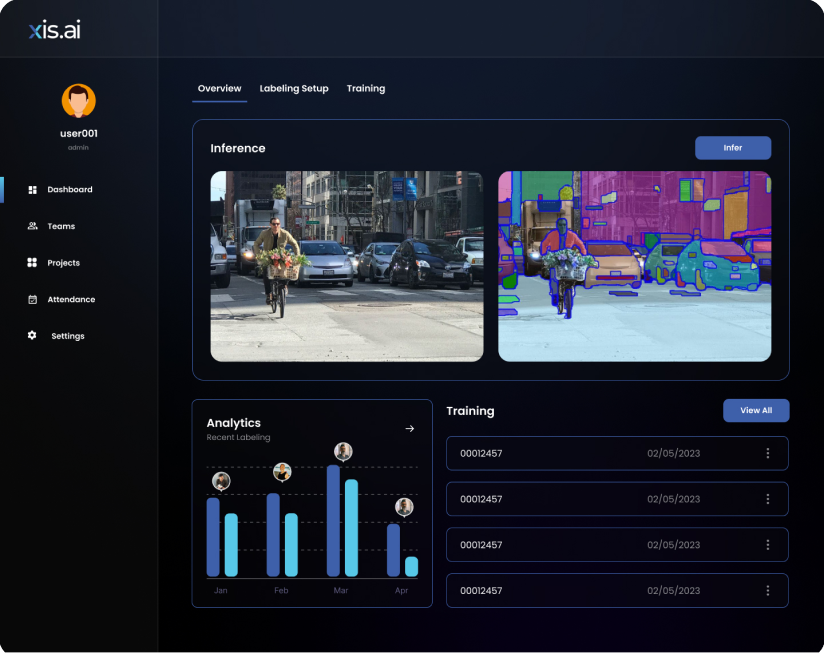 xis.ai
user001
admin
Dashboard
Teams
Projects
Attendance
Settings
Overview Labeling Setup Training
Inference
Infer
Analytics
Recent Labeling
Jan Feb Mar Apr
Training
View All
00012457 02/05/2023
00012457 02/05/2023
00012457 02/05/2023
00012457 02/05/2023